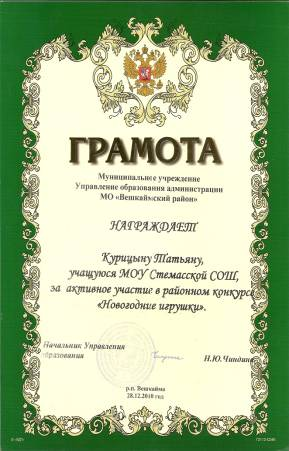 ГРАМОТА
Муниципальное учреждение
Управление образования администрации
МО «Вешкаймский район»
НАГРАЖДАЕТ
Курицыну Татьяну,
учащуюся МОУ Стемасской СОШ,
за активное участие в районном конкурсе
«Новогодние игрушки».
Начальник Управления
образования Н.Ю.Чиндин
р.п. Вешкайма
28.12.2010 год